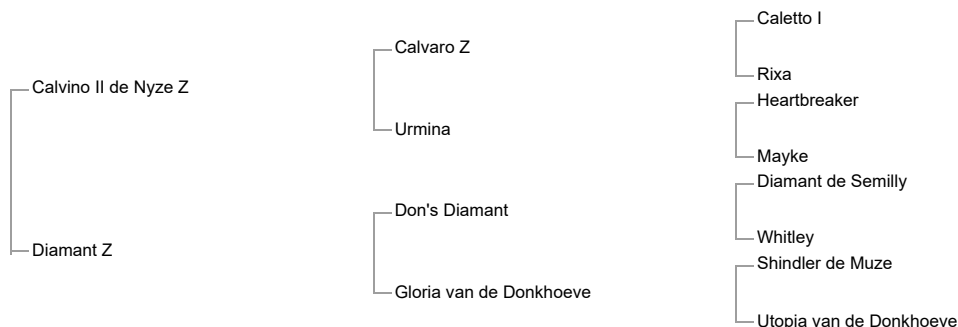 Caletto I
Calvaro Z
Rixa
Calvino II de Nyze Z
Heartbreaker
Urmina
Mayke
Diamant de Semilly
Don's Diamant
Whitley
Diamant Z
Shindler de Muze
Gloria van de Donkhoeve
Utopia van de Donkhoeve